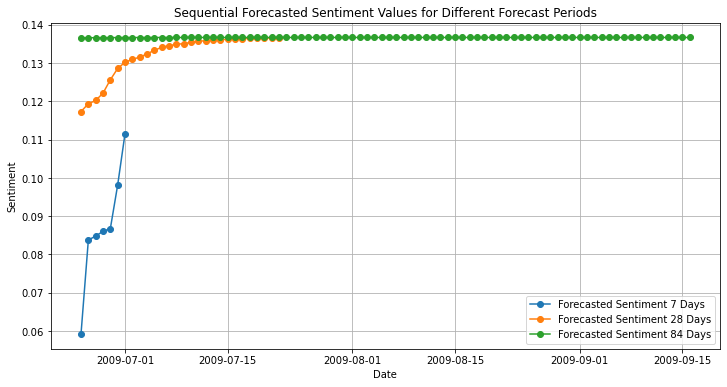 Sequential Forecasted Sentiment Values for Different Forecast Periods
0.14
0.13
0.12
0.11
0.10
0.09
0.08
0.07
0.06
Sentiment
Forecasted Sentiment 7 Days
Forecasted Sentiment 28 Days
Forecasted Sentiment 84 Days
2009-07-01 2009-07-15 2009-08-01 2009-08-15 2009-09-01 2009-09-15
Date